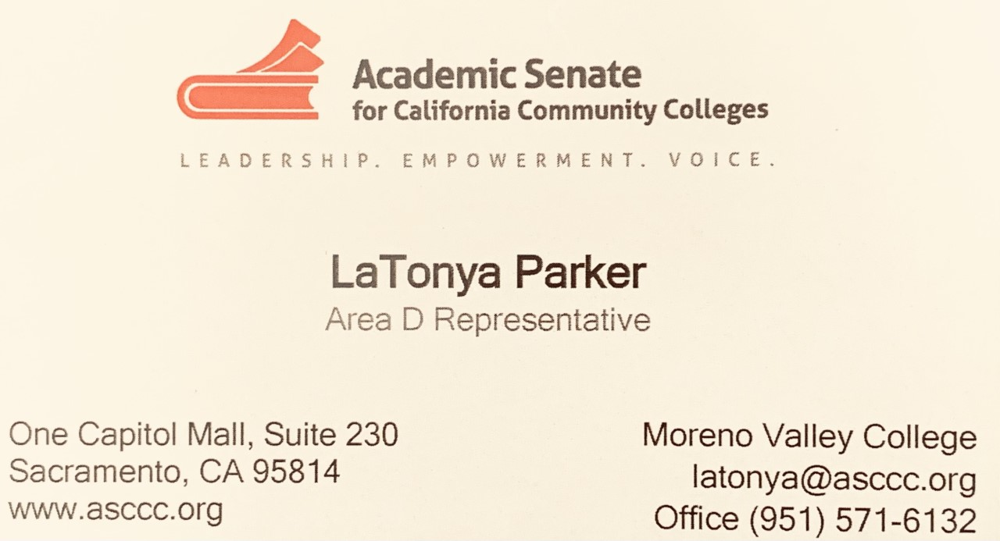 Academic Senate
for California Community Colleges
LEADERSHIP. EMPOWERMENT. VOICE.
LaTonya Parker
Area D Representative
One Capitol Mall, Suite 230
Sacramento, CA 95814
www.asccc.org
Moreno Valley College
latonya@asccc.org
Office (951) 571-6132